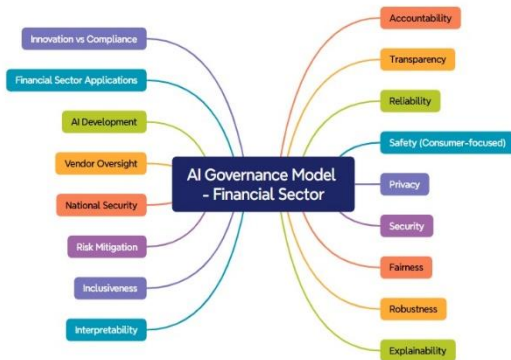 Innovation vs Compliance
Financial Sector Applications
AI Development
Vendor Oversight
National Security
Risk Mitigation
Inclusiveness
Interpretability
AI Governance Model
- Financial Sector
Accountability
Transparency
Reliability
Safety (Consumer-focused)
Privacy
Security
Fairness
Robustness
Explainability